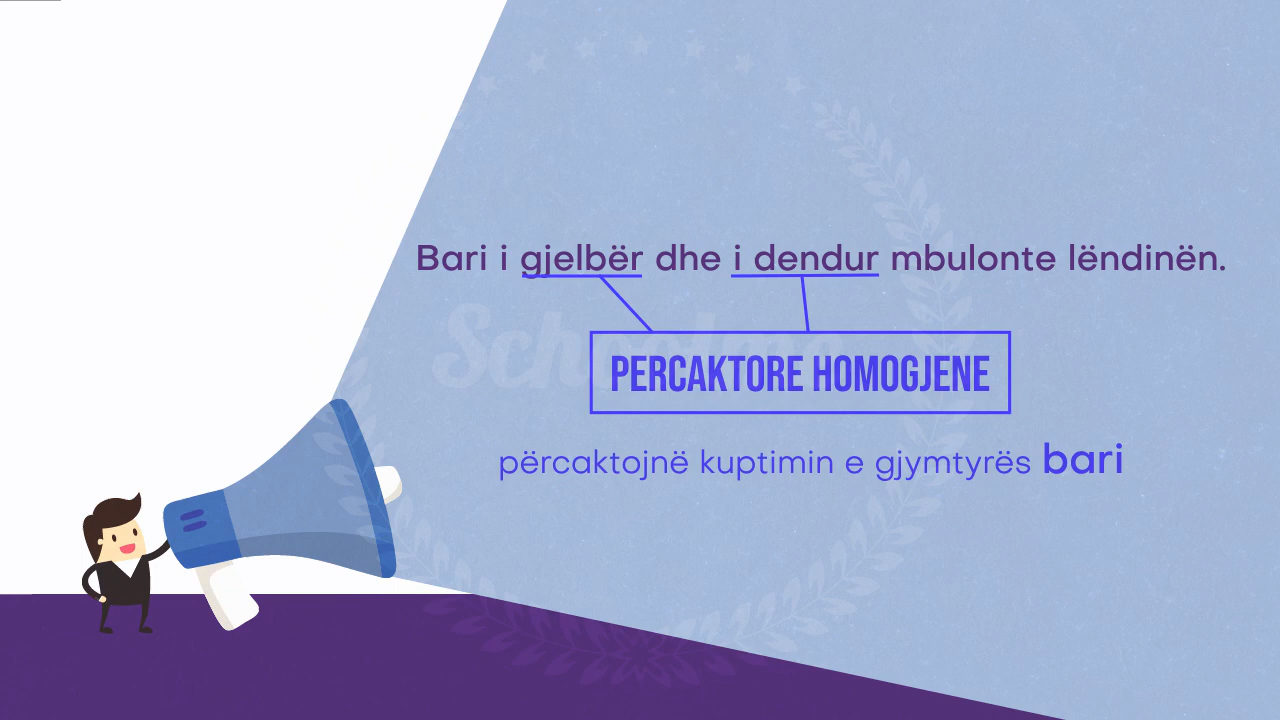 Bari i gjelbër dhe i dendur mbulonte lëndinën.
PERCAKTORE HOMOGJENE
përcaktojnë kuptimin e gjymtyrës bari